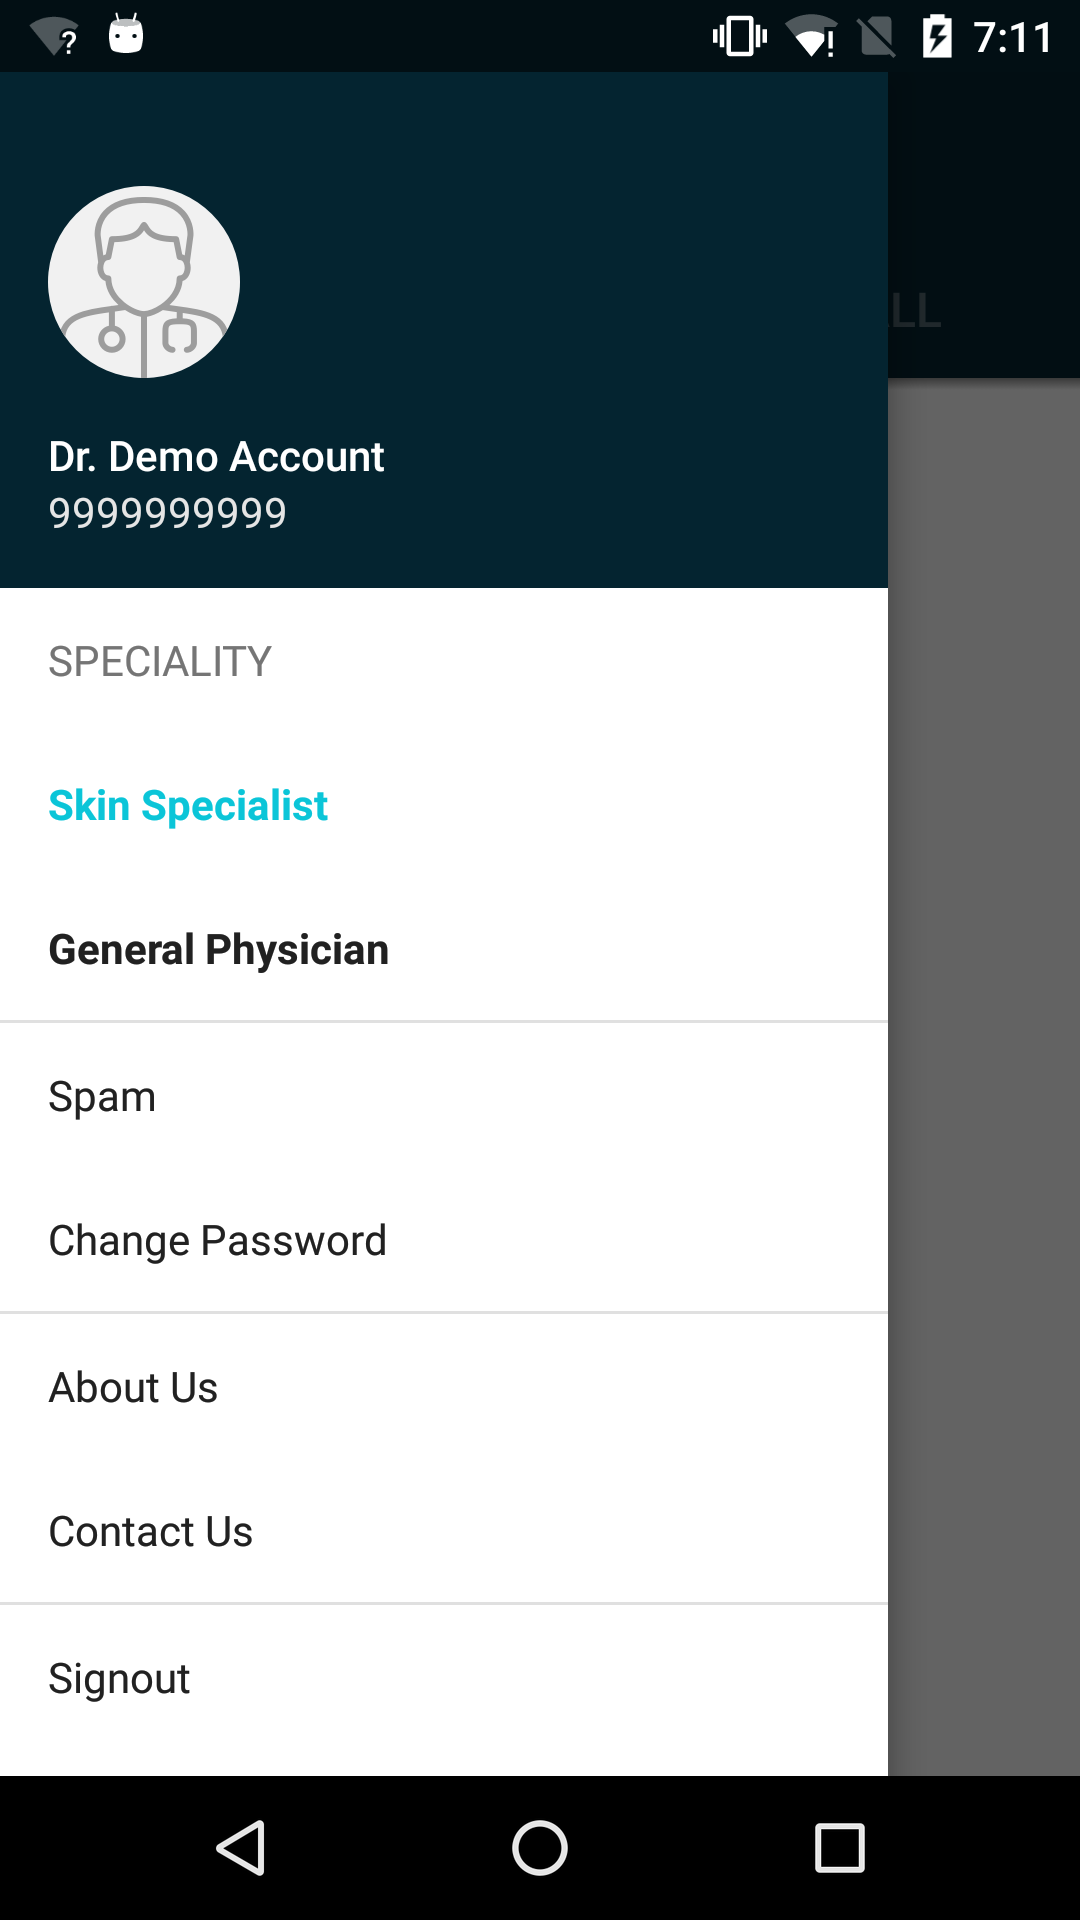 7:11
Dr. Demo Account
9999999999
SPECIALITY
Skin Specialist
General Physician
Spam
Change Password
About Us
Contact Us
Signout